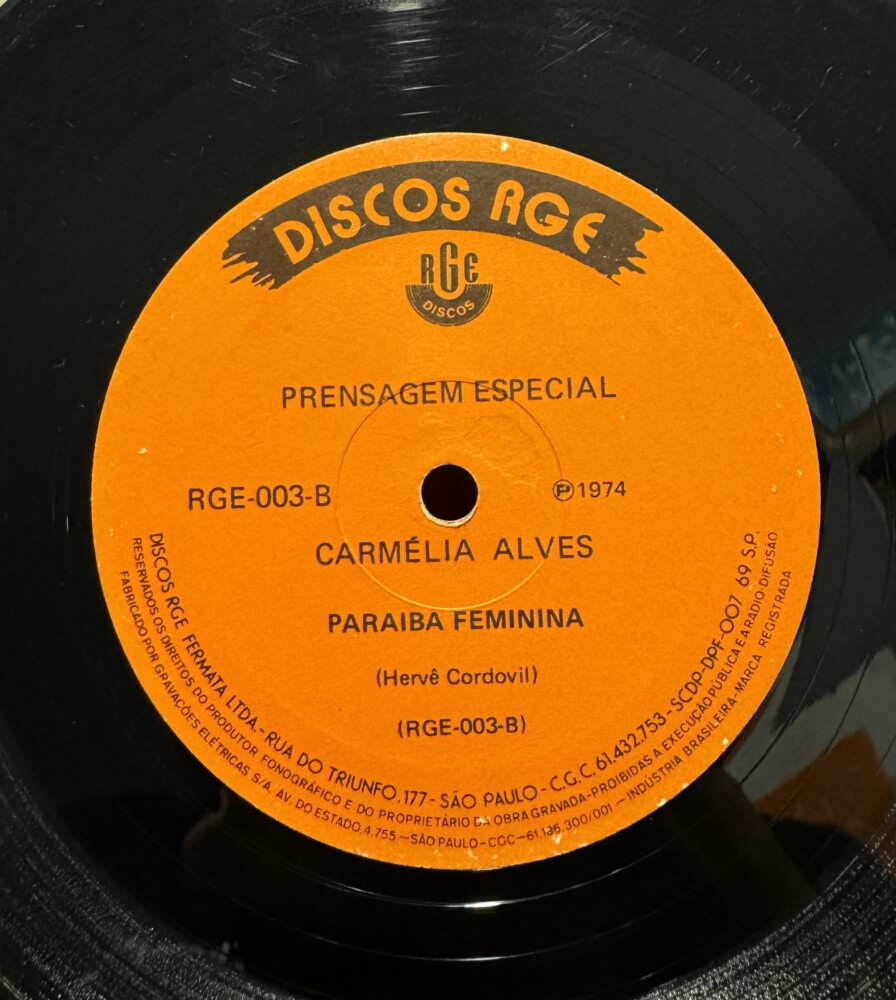 DISCOS RGE
RGE
DISCOS
PRENSAGEM ESPECIAL
RGE-003-B
Ⓟ1974
CARMÉLIA ALVES
PARAIBA FEMININA
(Hervê Cordovil)
(RGE-003-B)
DISCOS RGE FERMATA LTDA.-RUA DO TRIUNFO,177-SÃO PAULO-C.G.C.61.432.753-SCDP-DPF-007 69 S.P.
RESERVADOS OS DIREITOS DO PRODUTOR FONOGRÁFICO E DO PROPRIETÁRIO DA OBRA GRAVADA-PROIBIDAS A EXECUÇÃO PÚBLICA E A RADIO-DIFUSÃO
FABRICADO POR GRAVAÇÕES ELÉTRICAS S/A. AV. DO ESTADO,4.755-SÃO PAULO-CGC-61.136.300/001-INDÚSTRIA BRASILEIRA-MARCA REGISTRADA